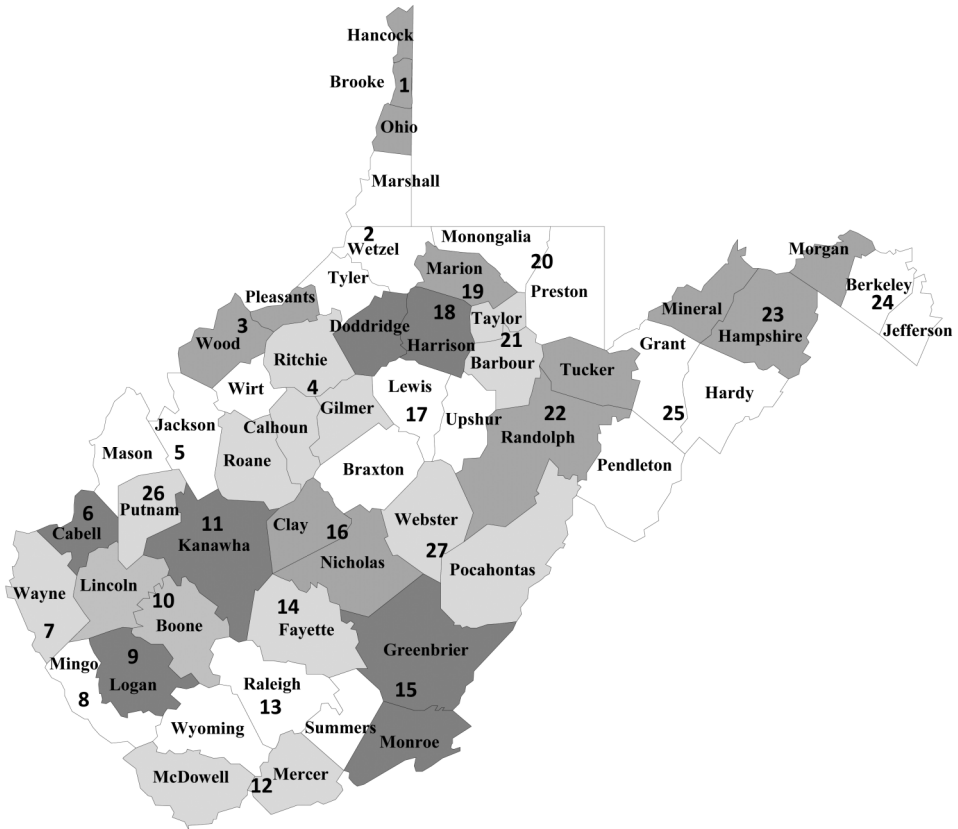 Hancock
Brooke
1
Ohio
Marshall
2
Wetzel
Monongalia
Tyler
Marion
19
20
Preston
Morgan
Berkeley
24
Jefferson
Pleasants
3
Wood
Doddridge
18
Harrison
Taylor
21
Barbour
Mineral
23
Hampshire
Grant
Ritchie
4
Wirt
Lewis
17
Upshur
Tucker
22
Randolph
Hardy
25
Gilmer
Calhoun
Jackson
5
Mason
Roane
Braxton
Pendleton
26
Putnam
6
Cabell
11
Kanawha
Clay
16
Nicholas
Webster
27
Pocahontas
Wayne
7
Lincoln
10
Boone
14
Fayette
Greenbrier
15
Mingo
8
9
Logan
Raleigh
13
Summers
Monroe
Wyoming
McDowell
12
Mercer